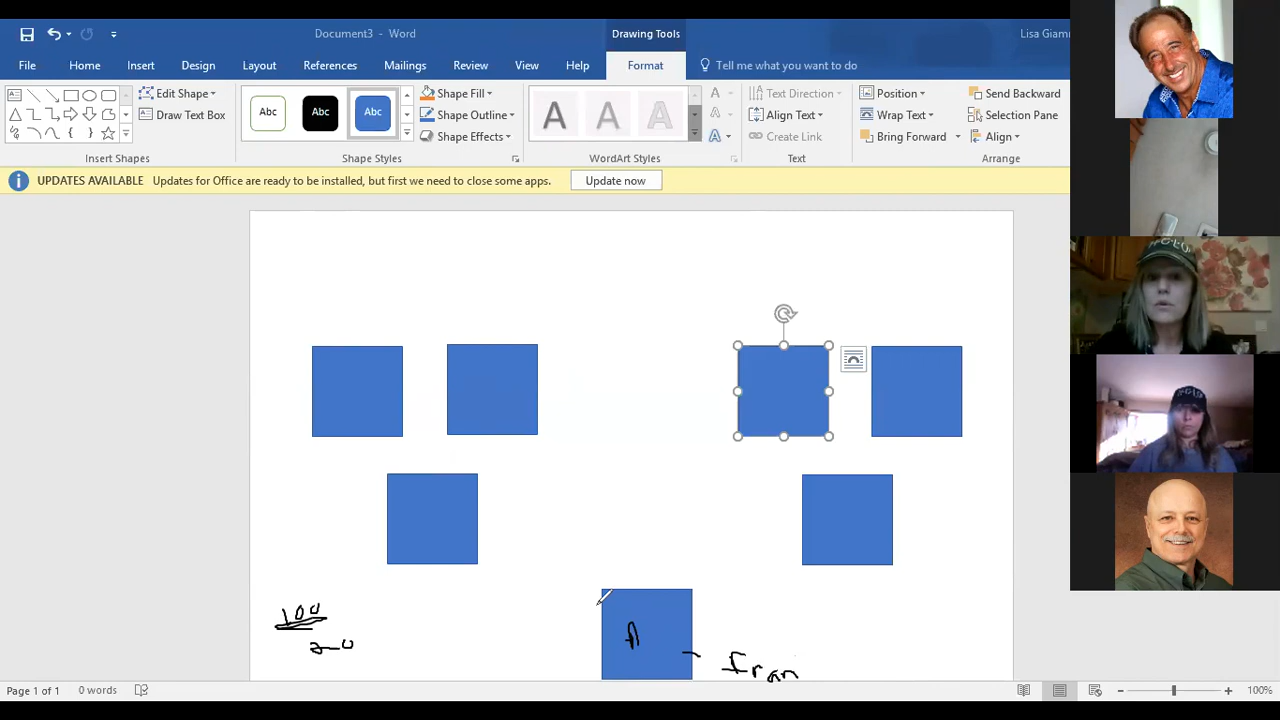 Document3 - Word
Drawing Tools
Lisa Giam
File
Home
Insert
Design
Layout
References
Mailings
Review
View
Help
Format
Tell me what you want to do
Edit Shape
Draw Text Box
Insert Shapes
Abc
Abc
Abc
Shape Fill
Shape Outline
Shape Effects
Shape Styles
A
A
A
A
A
A
WordArt Styles
Text Direction
Align Text
Create Link
Text
Position
Wrap Text
Bring Forward
Send Backward
Selection Pane
Align
Arrange
UPDATES AVAILABLE Updates for Office are ready to be installed, but first we need to close some apps.
Update now
100
20
A
Fran
Page 1 of 1
0 words
100%